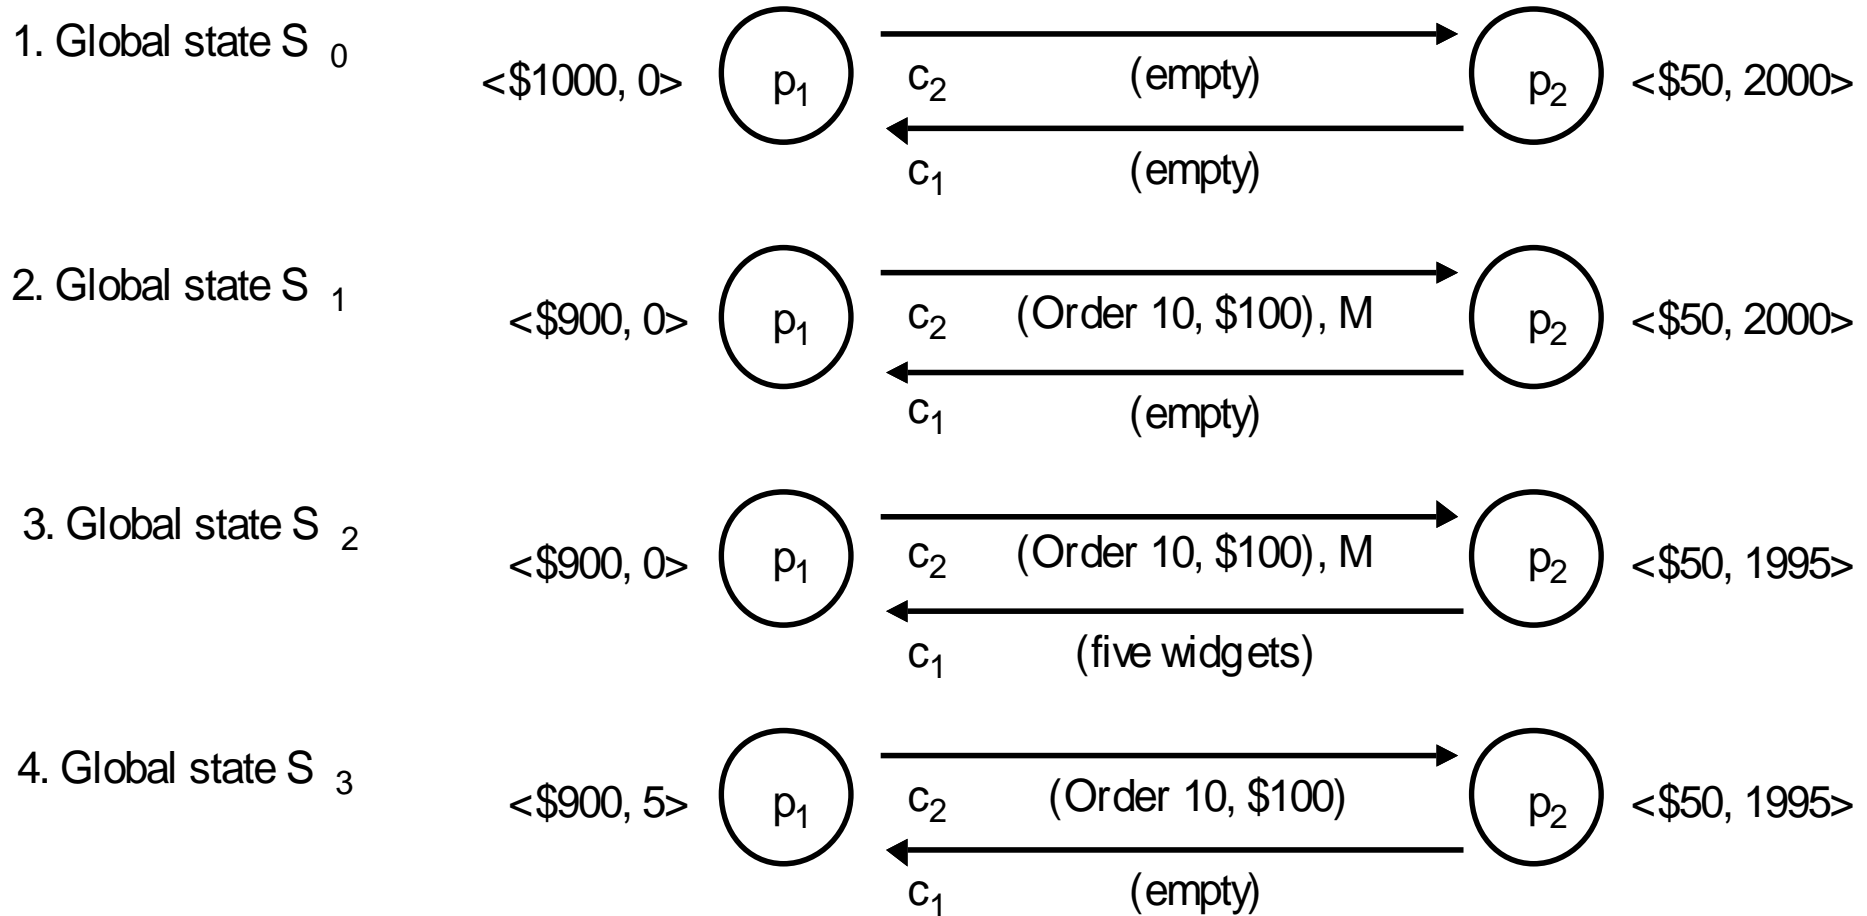 1. Global state S 0
<$1000, 0> p1 c2 (empty) p2 <$50, 2000>
c1 (empty)
2. Global state S 1
<$900, 0> p1 c2 (Order 10, $100), M p2 <$50, 2000>
c1 (empty)
3. Global state S 2
<$900, 0> p1 c2 (Order 10, $100), M p2 <$50, 1995>
c1 (five widgets)
4. Global state S 3
<$900, 5> p1 c2 (Order 10, $100) p2 <$50, 1995>
c1 (empty)